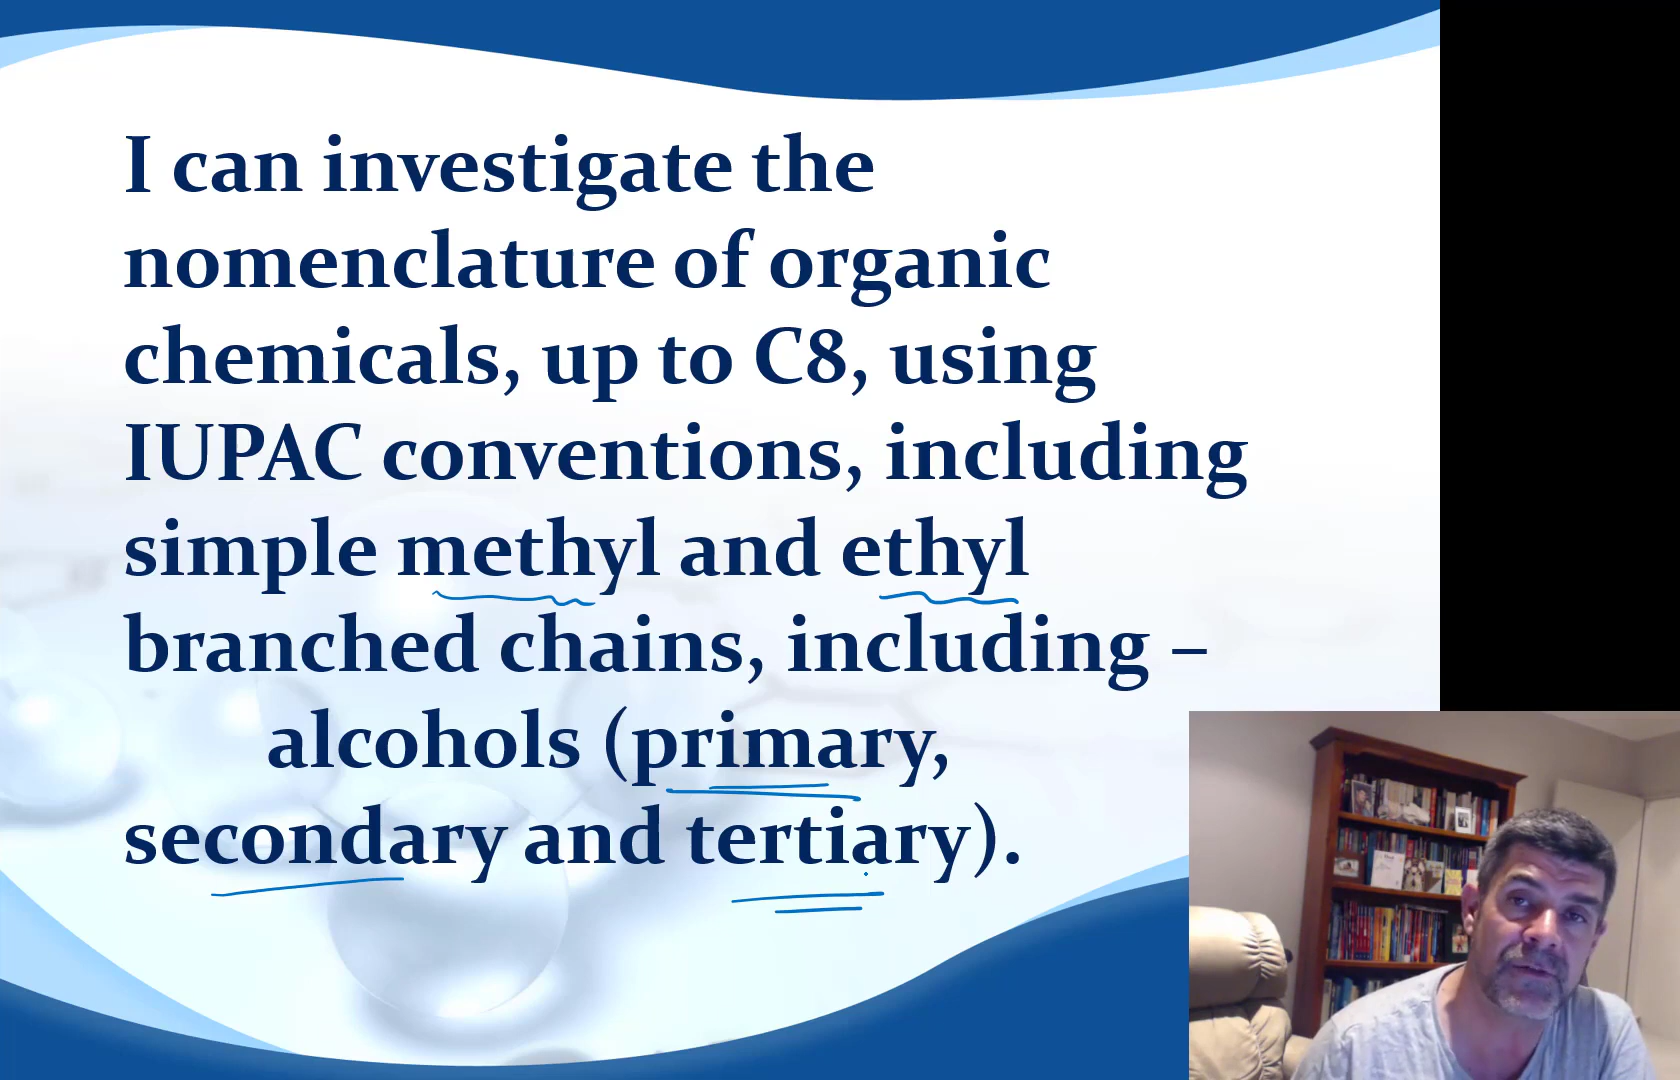 I can investigate the
nomenclature of organic
chemicals, up to C8, using
IUPAC conventions, including
simple methyl and ethyl
branched chains, including –
alcohols (primary,
secondary and tertiary).